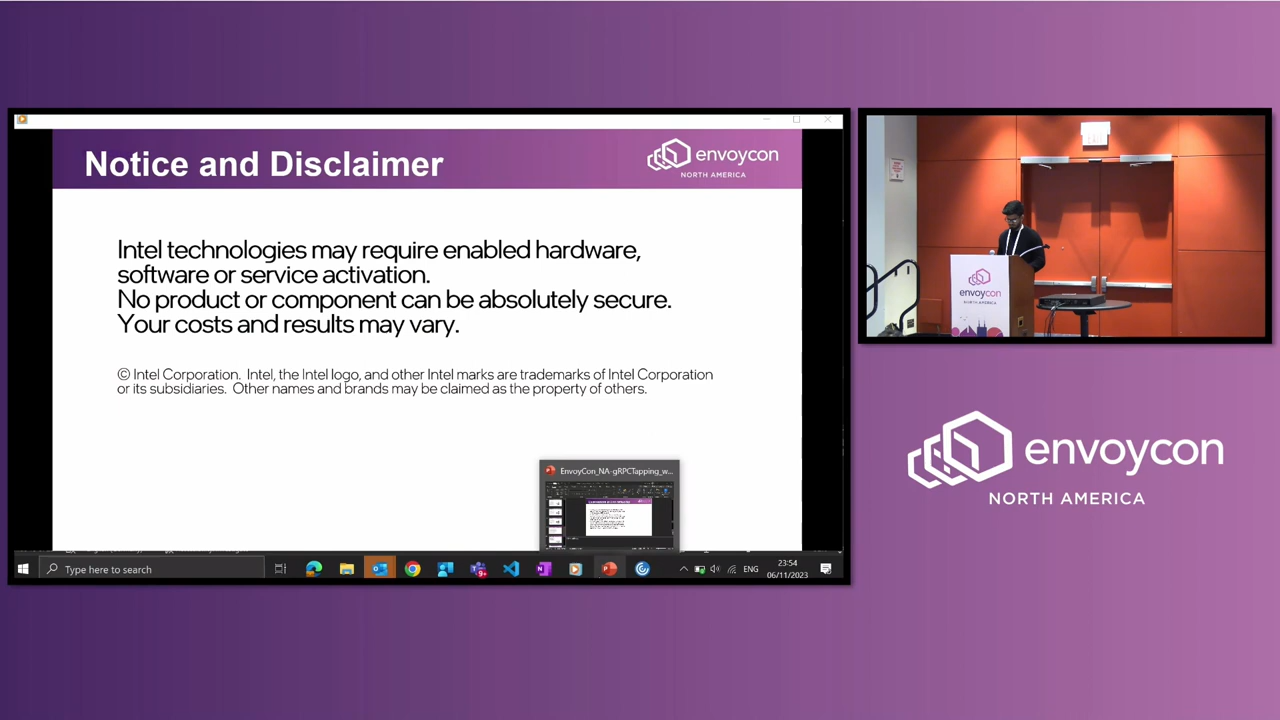 Notice and Disclaimer
envoycon
NORTH AMERICA
Intel technologies may require enabled hardware,
software or service activation.
No product or component can be absolutely secure.
Your costs and results may vary.
© Intel Corporation. Intel, the Intel logo, and other Intel marks are trademarks of Intel Corporation
or its subsidiaries. Other names and brands may be claimed as the property of others.
EnvoyCon_NA-gRPCTapping_w...
Type here to search
ENG
23:54
06/11/2023
EXIT
envoycon
NORTH AMERICA
envoycon
NORTH AMERICA